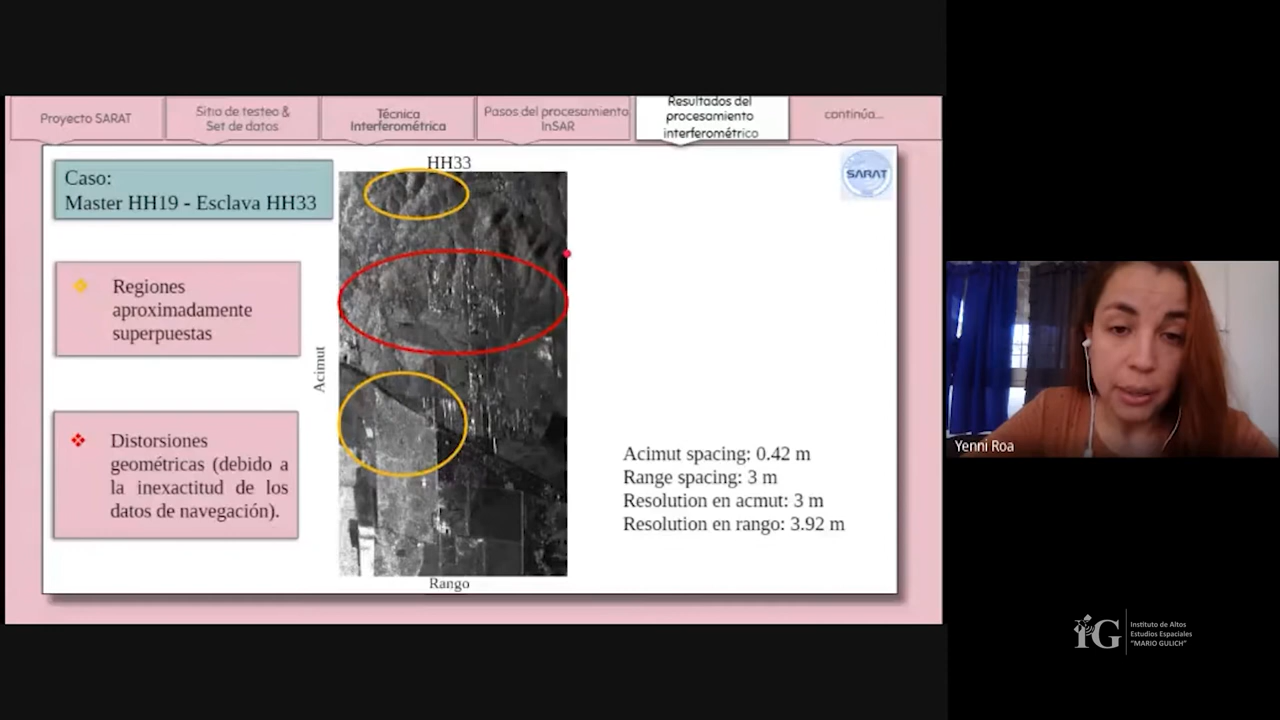 Proyecto SARAT
Sitio de testeo &
Set de datos
Técnica
Interferométrica
Pasos del procesamiento
InSAR
Resultados del
procesamiento
interferométrico
continúa...
Caso:
Master HH19 - Esclava HH33
HH33
SARAT
Regiones
aproximadamente
superpuestas
Acimut
Distorsiones
geométricas (debido a
la inexactitud de los
datos de navegación).
Acimut spacing: 0.42 m
Range spacing: 3 m
Resolution en acmut: 3 m
Resolution en rango: 3.92 m
Rango
Yenni Roa
iG
Instituto de Altos
Estudios Espaciales
"MARIO GULICH"